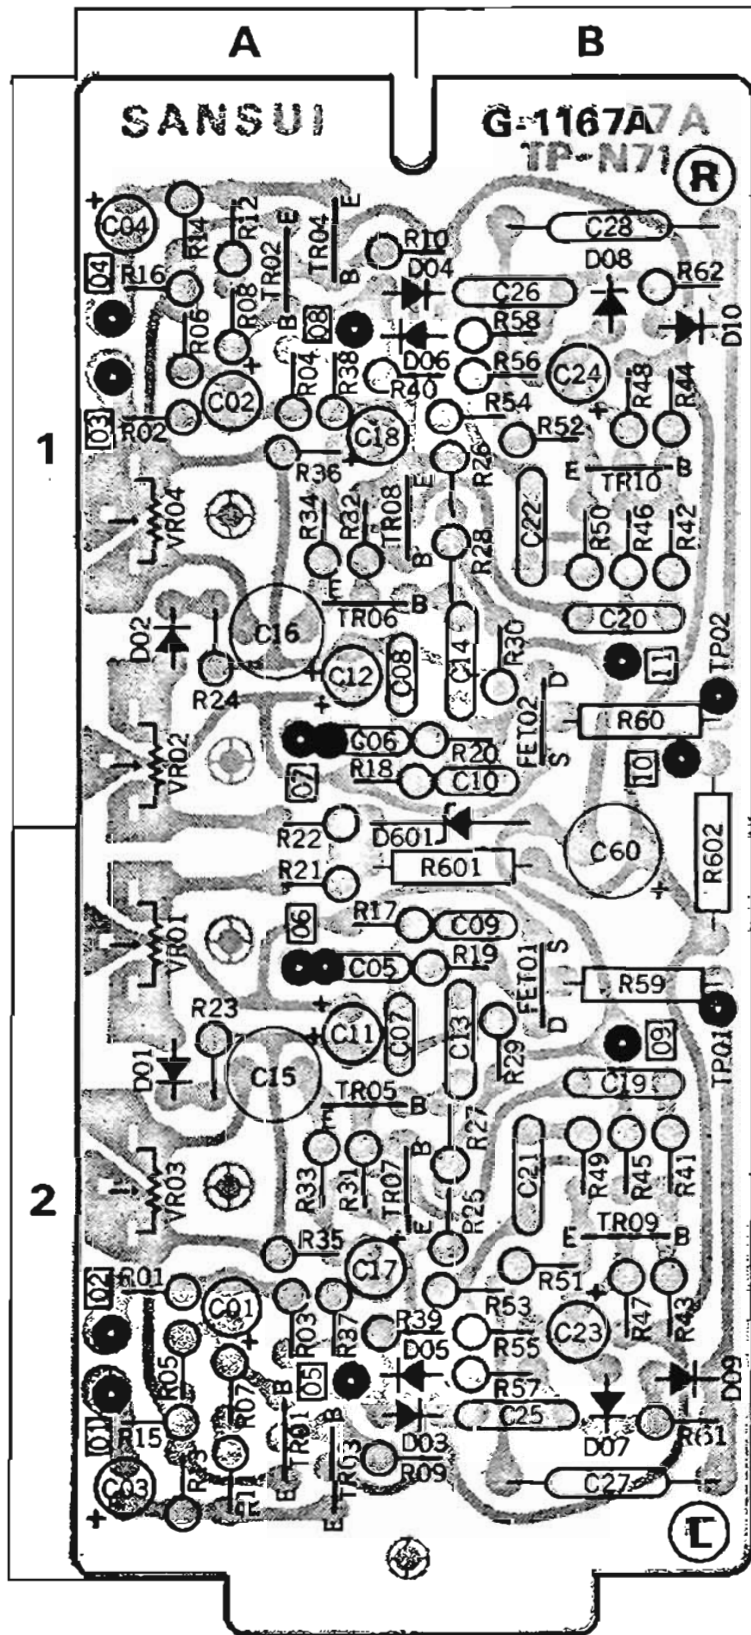 A B
SANSUI G-1167A
TP-N71
R
C04 R14 R12 E TR02 E TR04 R10 C28
04 R16 D04 D08 R62
R06 R08 B B 08 C26 R58 D10
D06
03 R02 C02 R04 R38 R40 R56 C24 R48 R44
R54
1 C18 R52
R36 R26 E TR10 B
VR04 R34 R32 TR08 E B R28 C22 R50 R46 R42
E TR06 B C20
D02 C16 C12 C08 C14 R30 11 TP02
R24 D
C06 R20 FET02 R60
VR02 07 R18 C10 S 10
R22 D601 C60 R602
R21 R601
VR01 06 R17 C09 S
C05 R19 FET01 R59
R23 C11 C07 C13 R29 D 09 TP01
D01 C15 C19
E TR05 B R27
R33 R31 TR07 B E R25 C21 R49 R45 R41
2 VR03 E TR09 B
R35
02 R01 C01 C17 R51
R03 R37 R39 R53 C23 R47 R43
R05 D05 R55
R07 B 05 R57 D09
01 R15 TR01 B TR03 D03 C25 D07 R61
R09
C03 E E C27
L